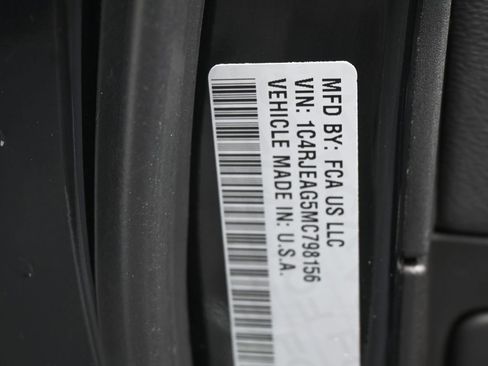 MFD BY: FCA US LLC
VIN: 1C4RJEAG5MC798156
VEHICLE MADE IN: U.S.A.